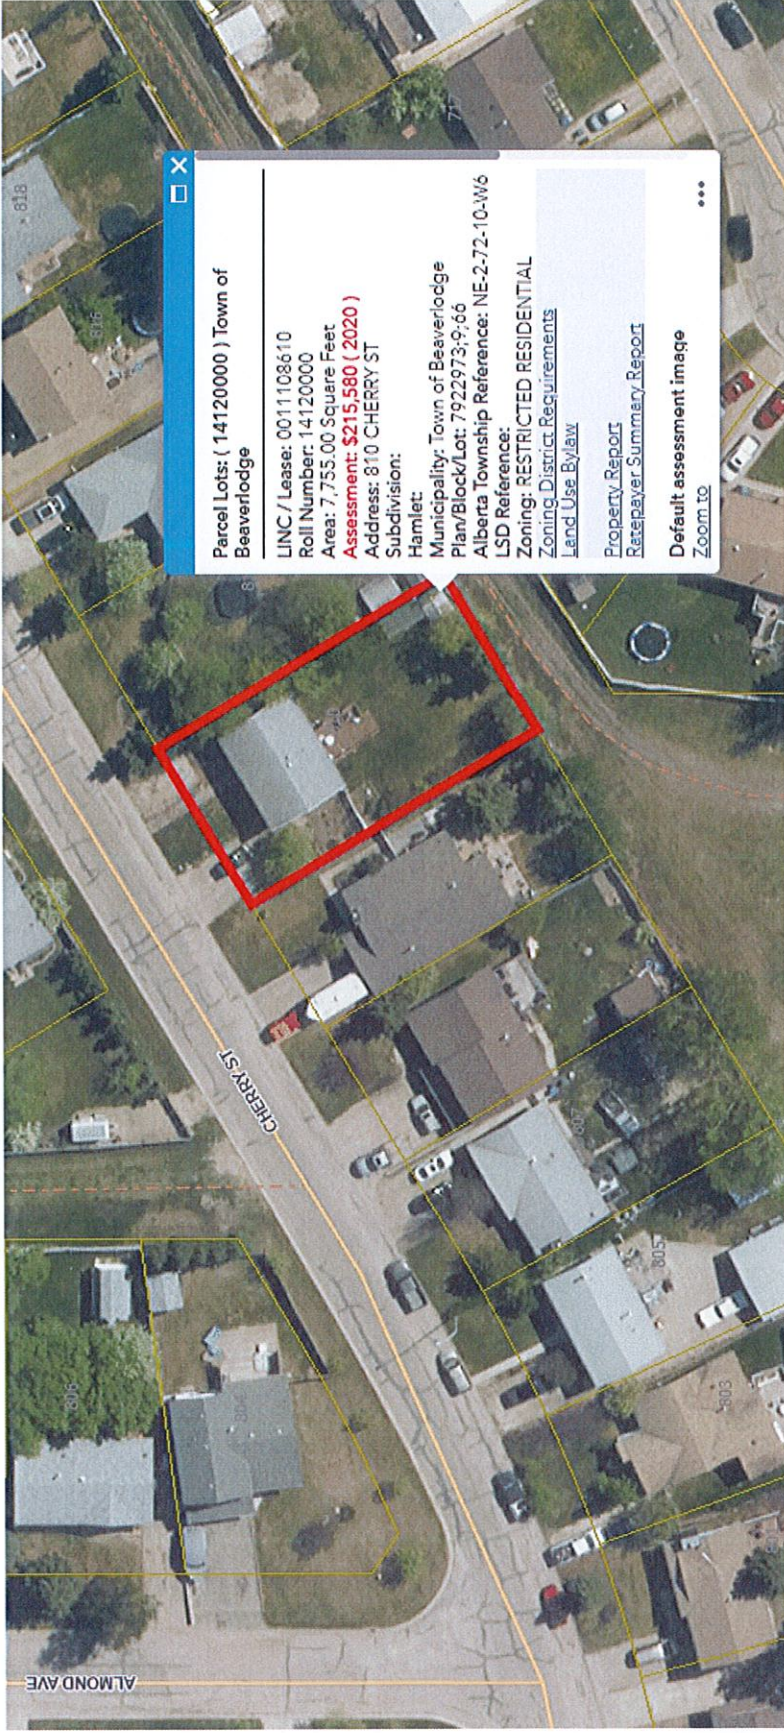 Parcel Lots: ( 14120000 ) Town of
Beaverlodge
LINC / Lease: 0011108610
Roll Number: 14120000
Area: 7,755.00 Square Feet
Assessment: $215,580 ( 2020 )
Address: 810 CHERRY ST
Subdivision:
Hamlet:
Municipality: Town of Beaverlodge
Plan/Block/Lot: 7922973;9;66
Alberta Township Reference: NE-2-72-10-W6
LSD Reference:
Zoning: RESTRICTED RESIDENTIAL
Zoning District Requirements
Land Use Bylaw
Property Report
Ratepayer Summary Report
Default assessment image
Zoom to
•••
CHERRY ST
ALMOND AVE
818
816
806
804
807
805
803